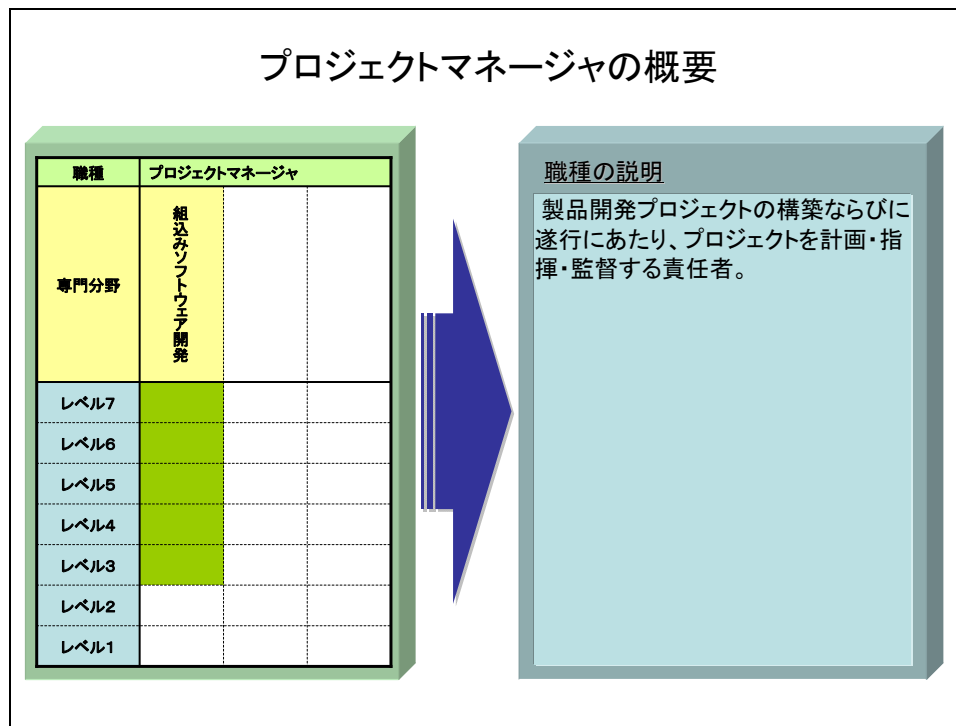 プロジェクトマネージャの概要
職種
プロジェクトマネージャ
専門分野
組込みソフトウェア開発
レベル7
レベル6
レベル5
レベル4
レベル3
レベル2
レベル1
職種の説明
製品開発プロジェクトの構築ならびに
遂行にあたり、プロジェクトを計画・指
揮・監督する責任者。